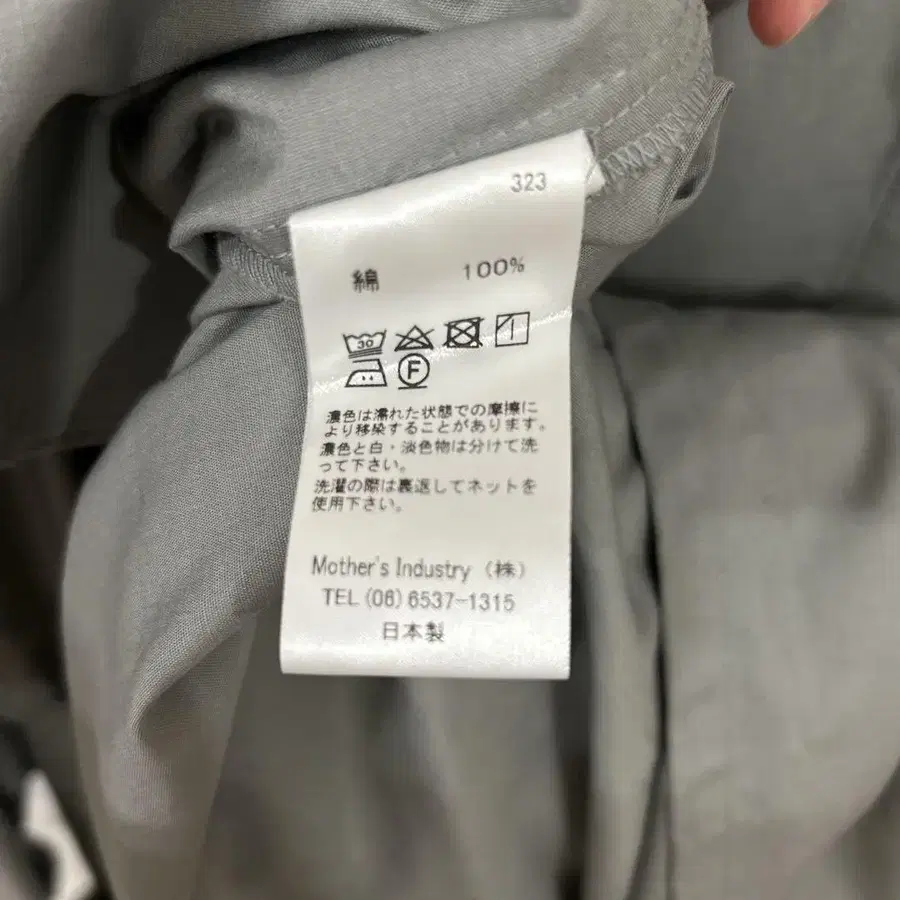 323
綿 100%
30
F
濃色は濡れた状態での摩擦に
より移染することがあります。
濃色と白・淡色物は分けて洗
って下さい。
洗濯の際は裏返してネットを
使用下さい。
Mother's Industry (株)
TEL (06) 6537-1315
日本製